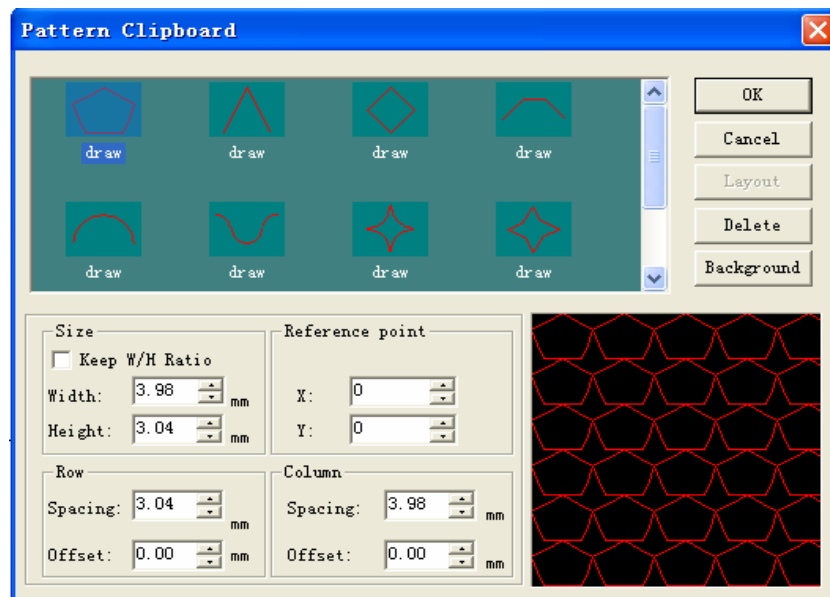 Pattern Clipboard
draw draw draw draw
draw draw draw draw
OK
Cancel
Layout
Delete
Background
Size
Keep W/H Ratio
Width: 3.98 mm
Height: 3.04 mm
Reference point
X: 0
Y: 0
Row
Spacing: 3.04 mm
Offset: 0.00 mm
Column
Spacing: 3.98 mm
Offset: 0.00 mm